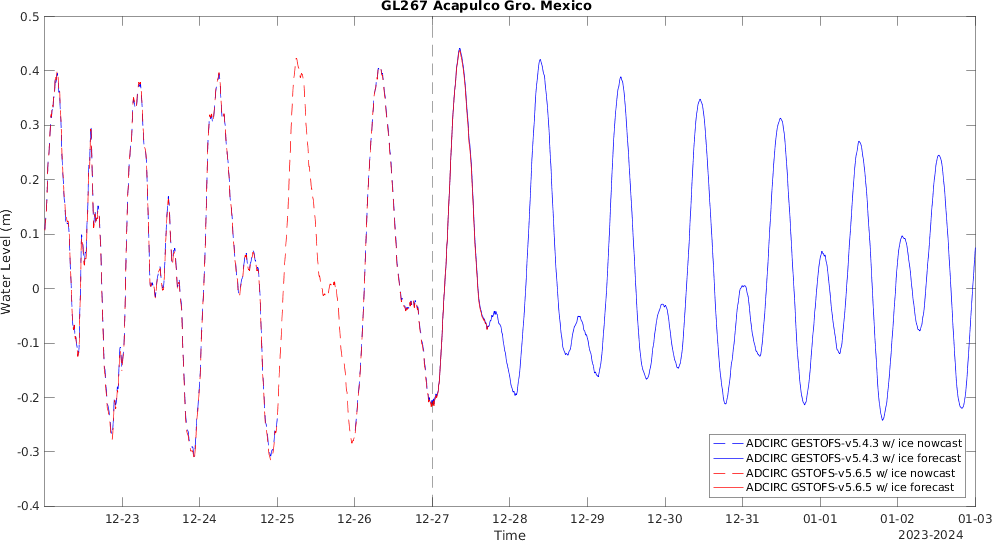 GL267 Acapulco Gro. Mexico
Water Level (m)
0.5
0.4
0.3
0.2
0.1
0
-0.1
-0.2
-0.3
-0.4
ADCIRC GESTOFS-v5.4.3 w/ ice nowcast
ADCIRC GESTOFS-v5.4.3 w/ ice forecast
ADCIRC GSTOFS-v5.6.5 w/ ice nowcast
ADCIRC GSTOFS-v5.6.5 w/ ice forecast
12-23 12-24 12-25 12-26 12-27 12-28 12-29 12-30 12-31 01-01 01-02 01-03
Time
2023-2024